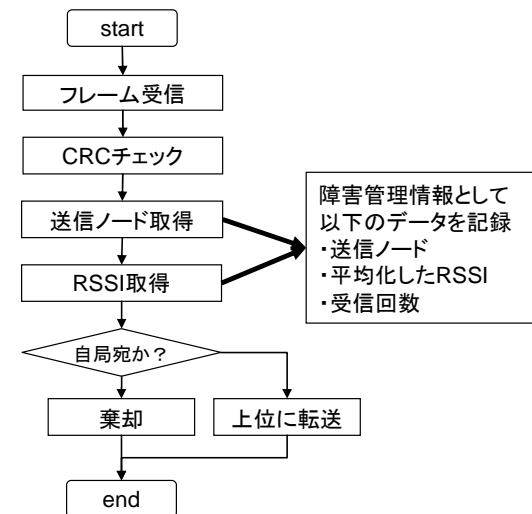 start
フレーム受信
CRCチェック
送信ノード取得
RSSI取得
障害管理情報として
以下のデータを記録
・送信ノード
・平均化したRSSI
・受信回数
自局宛か？
棄却
上位に転送
end